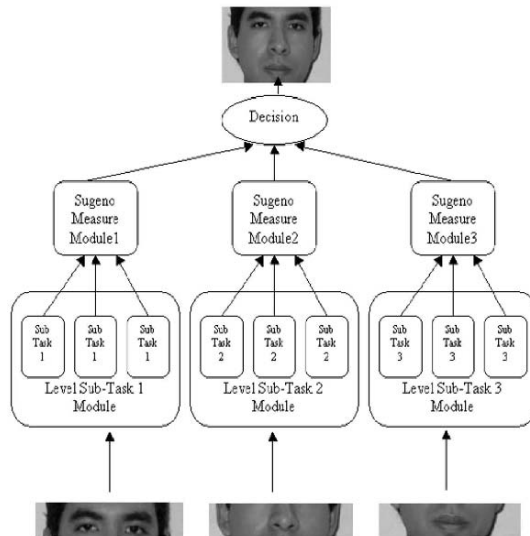 Decision
Sugeno
Measure
Module1
Sugeno
Measure
Module2
Sugeno
Measure
Module3
Sub
Task
1
Sub
Task
1
Sub
Task
1
Level Sub-Task 1
Module
Sub
Task
2
Sub
Task
2
Sub
Task
2
Level Sub-Task 2
Module
Sub
Task
3
Sub
Task
3
Sub
Task
3
Level Sub-Task 3
Module